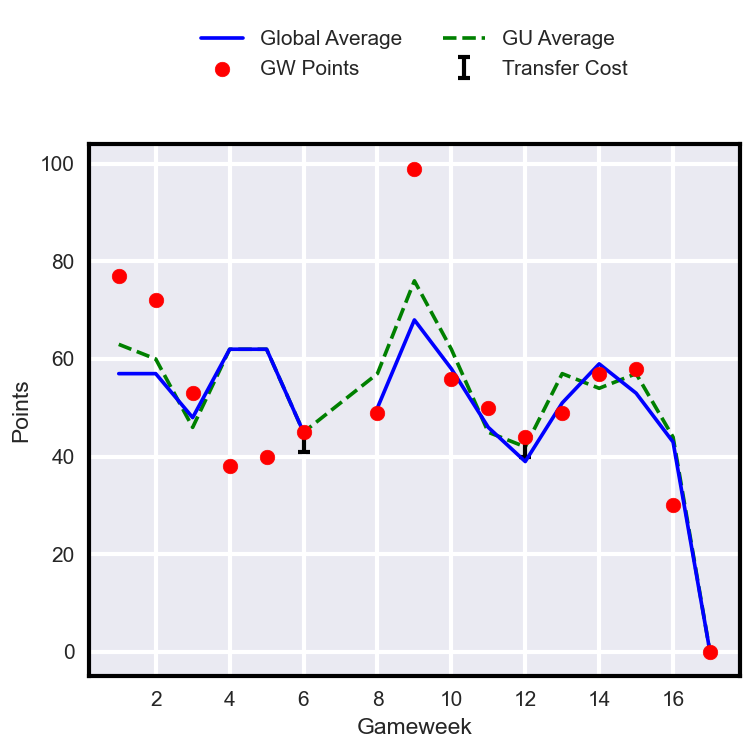 Global Average
GU Average
GW Points
Transfer Cost
100
80
60
40
20
0
Points
2 4 6 8 10 12 14 16
Gameweek